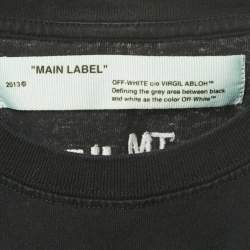 "MAIN LABEL"
2013©
OFF-WHITE c/o VIRGIL ABLOH™
Defining the grey area between black
and white as the color Off-White™
MT